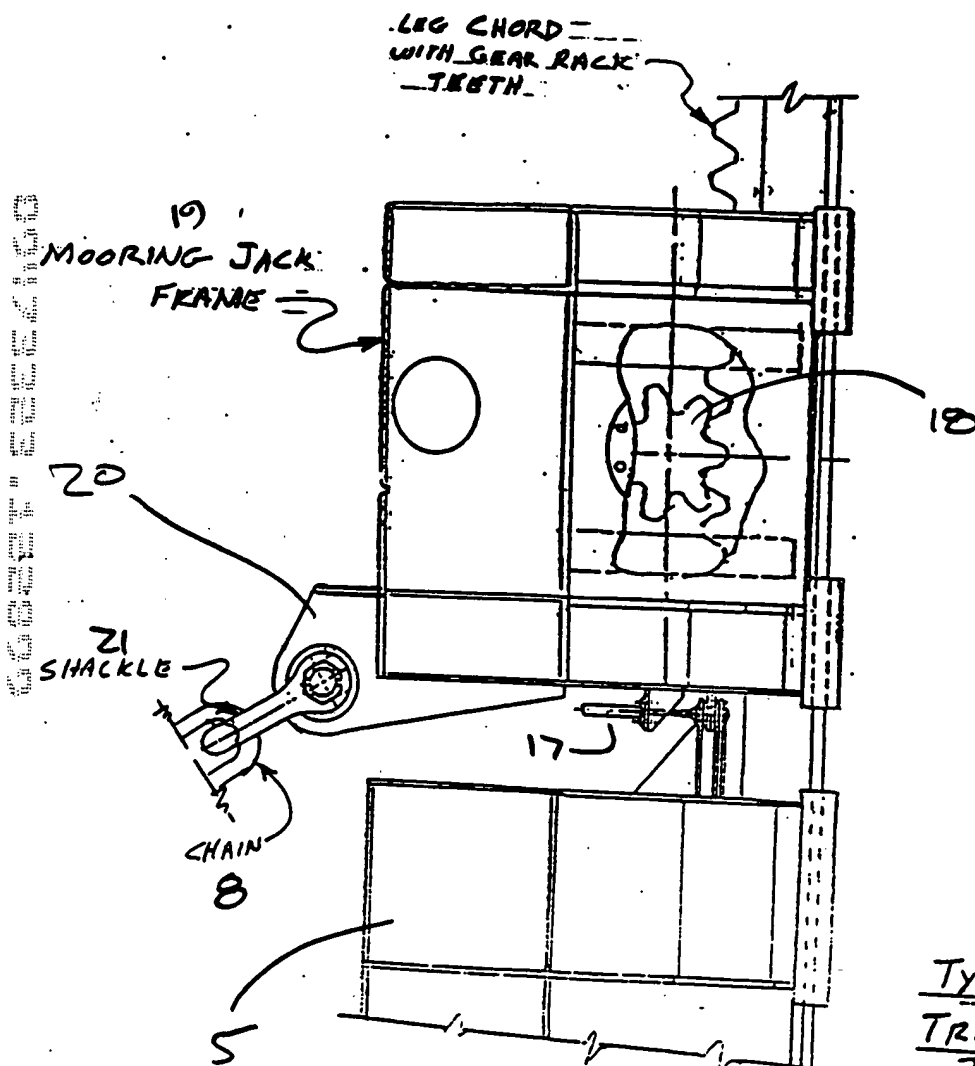 LEG CHORD
WITH GEAR RACK
TEETH
19
MOORING JACK
FRAME
18
20
21
SHACKLE
17
CHAIN
8
5